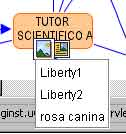 TUTOR
SCIENTIFICO A
Liberty1
Liberty2
rosa canina